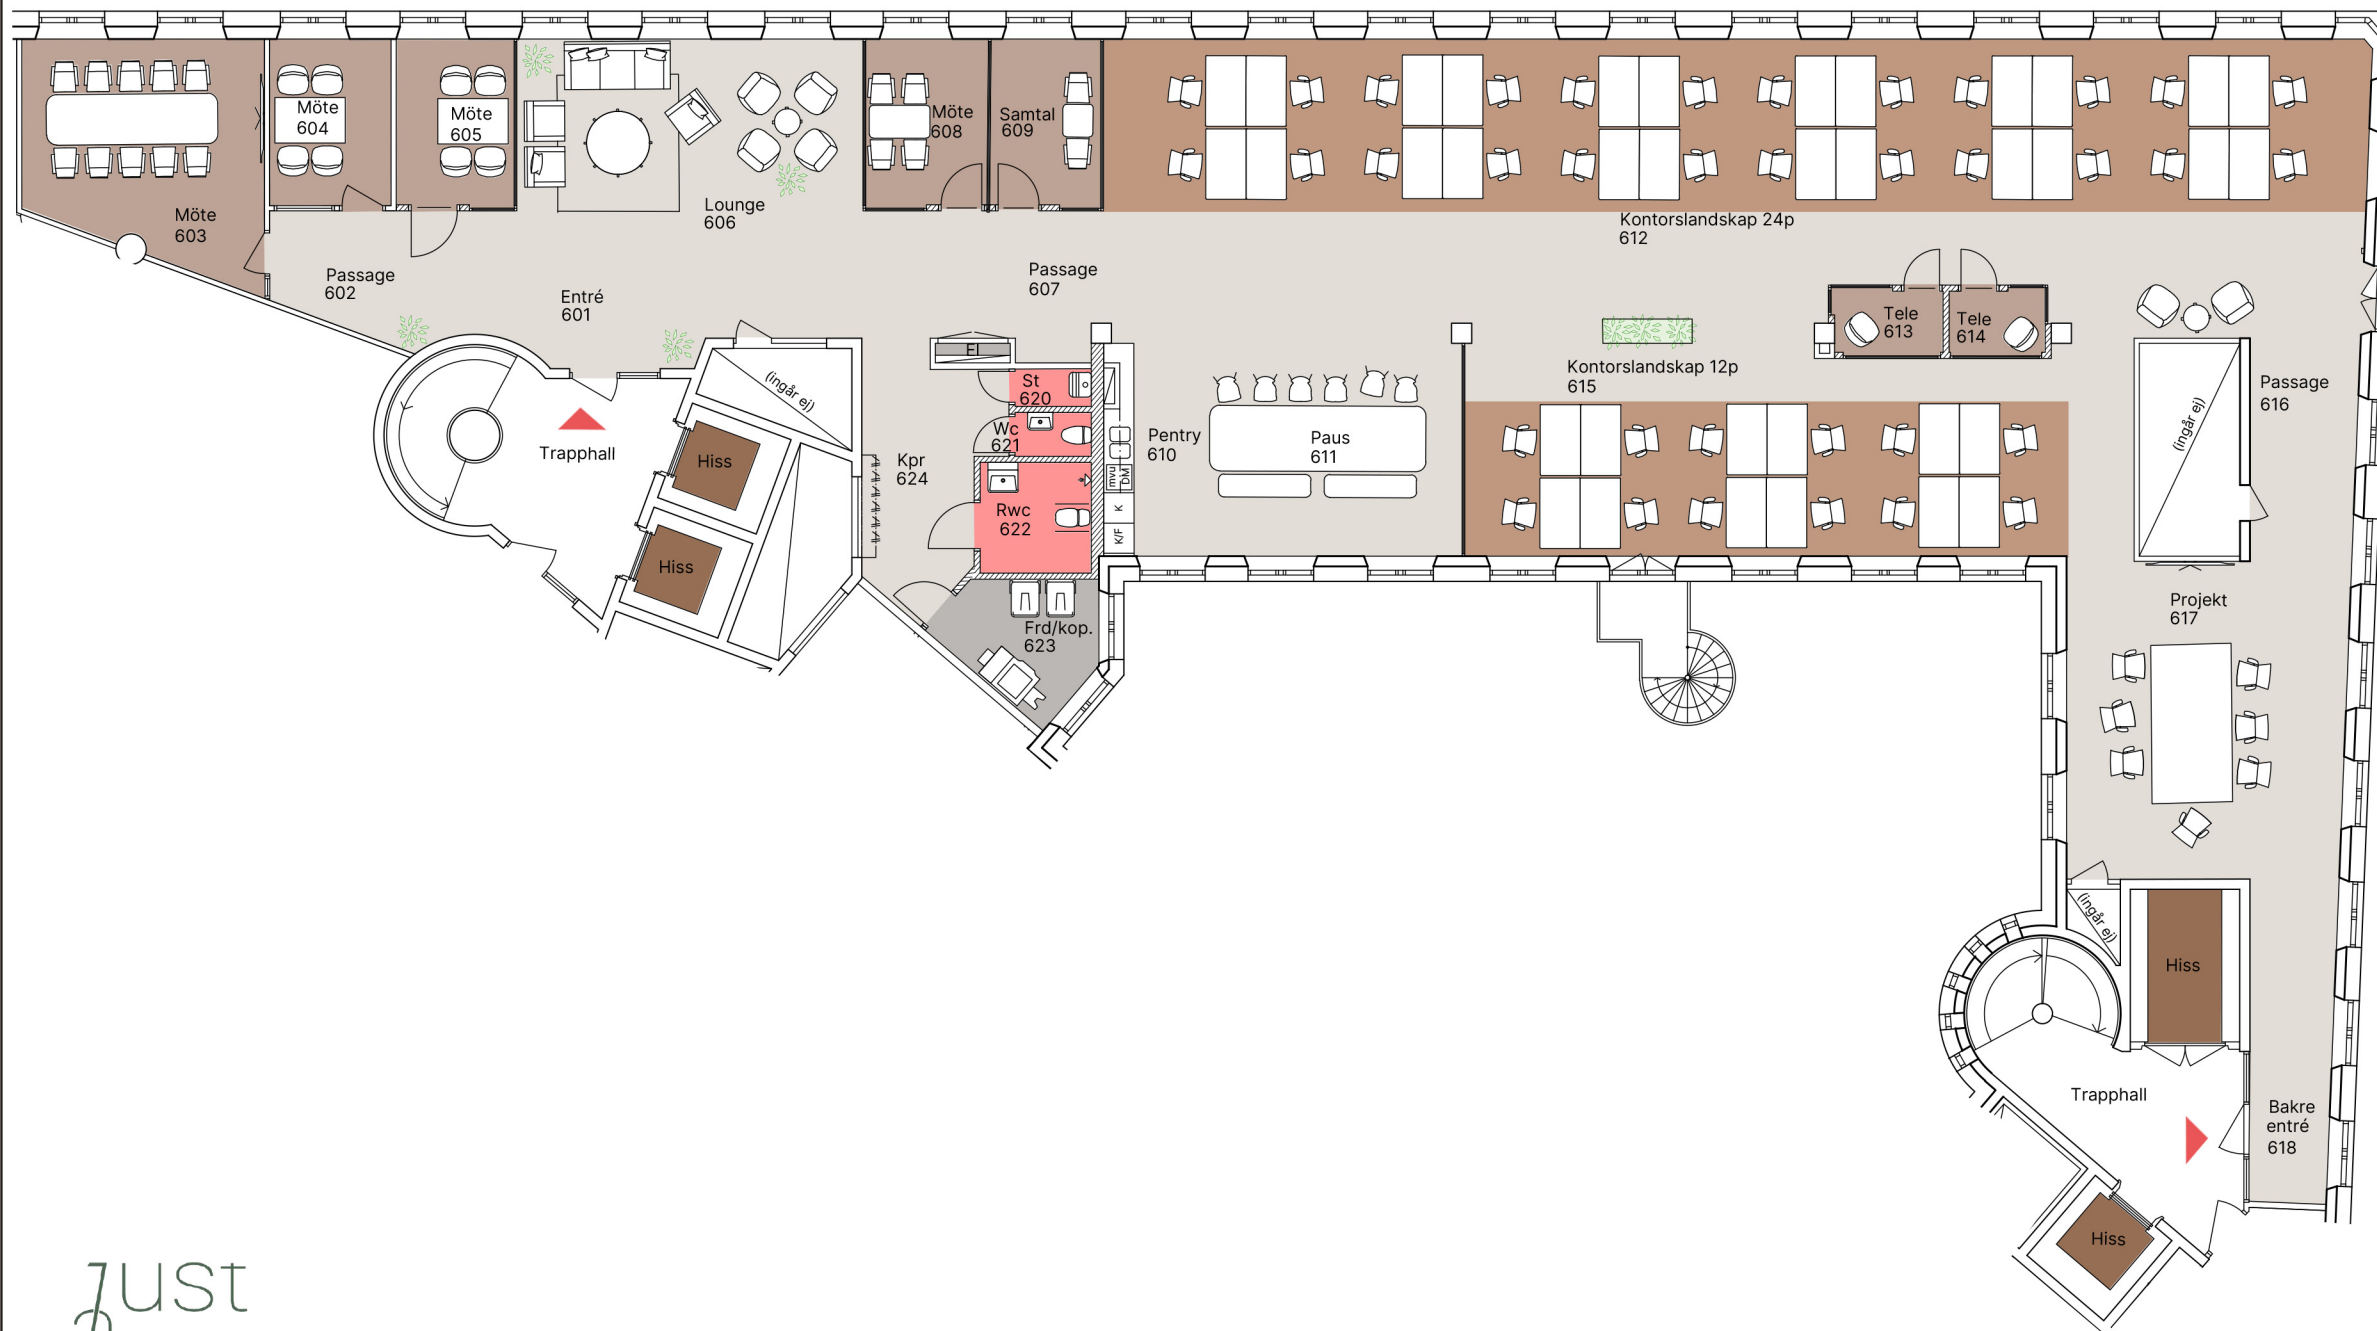 Möte
603
Möte
604
Möte
605
Lounge
606
Möte
608
Samtal
609
Kontorslandskap 24p
612
Passage
602
Entré
601
Passage
607
Tele
613
Tele
614
El
St
620
(ingår ej)
Kontorslandskap 12p
615
Passage
616
(ingår ej)
Trapphall
Hiss
Kpr
624
Wc
621
Pentry
610
Paus
611
mvu
DM
K
K/F
Rwc
622
Hiss
Frd/kop.
623
Projekt
617
(ingår ej)
Hiss
Trapphall
Bakre
entré
618
Hiss
Just